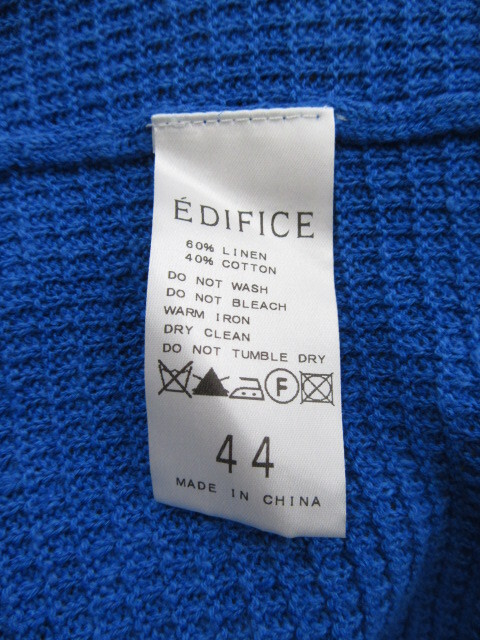 ÉDIFICE
60% LINEN
40% COTTON
DO NOT WASH
DO NOT BLEACH
WARM IRON
DRY CLEAN
DO NOT TUMBLE DRY
F
44
MADE IN CHINA